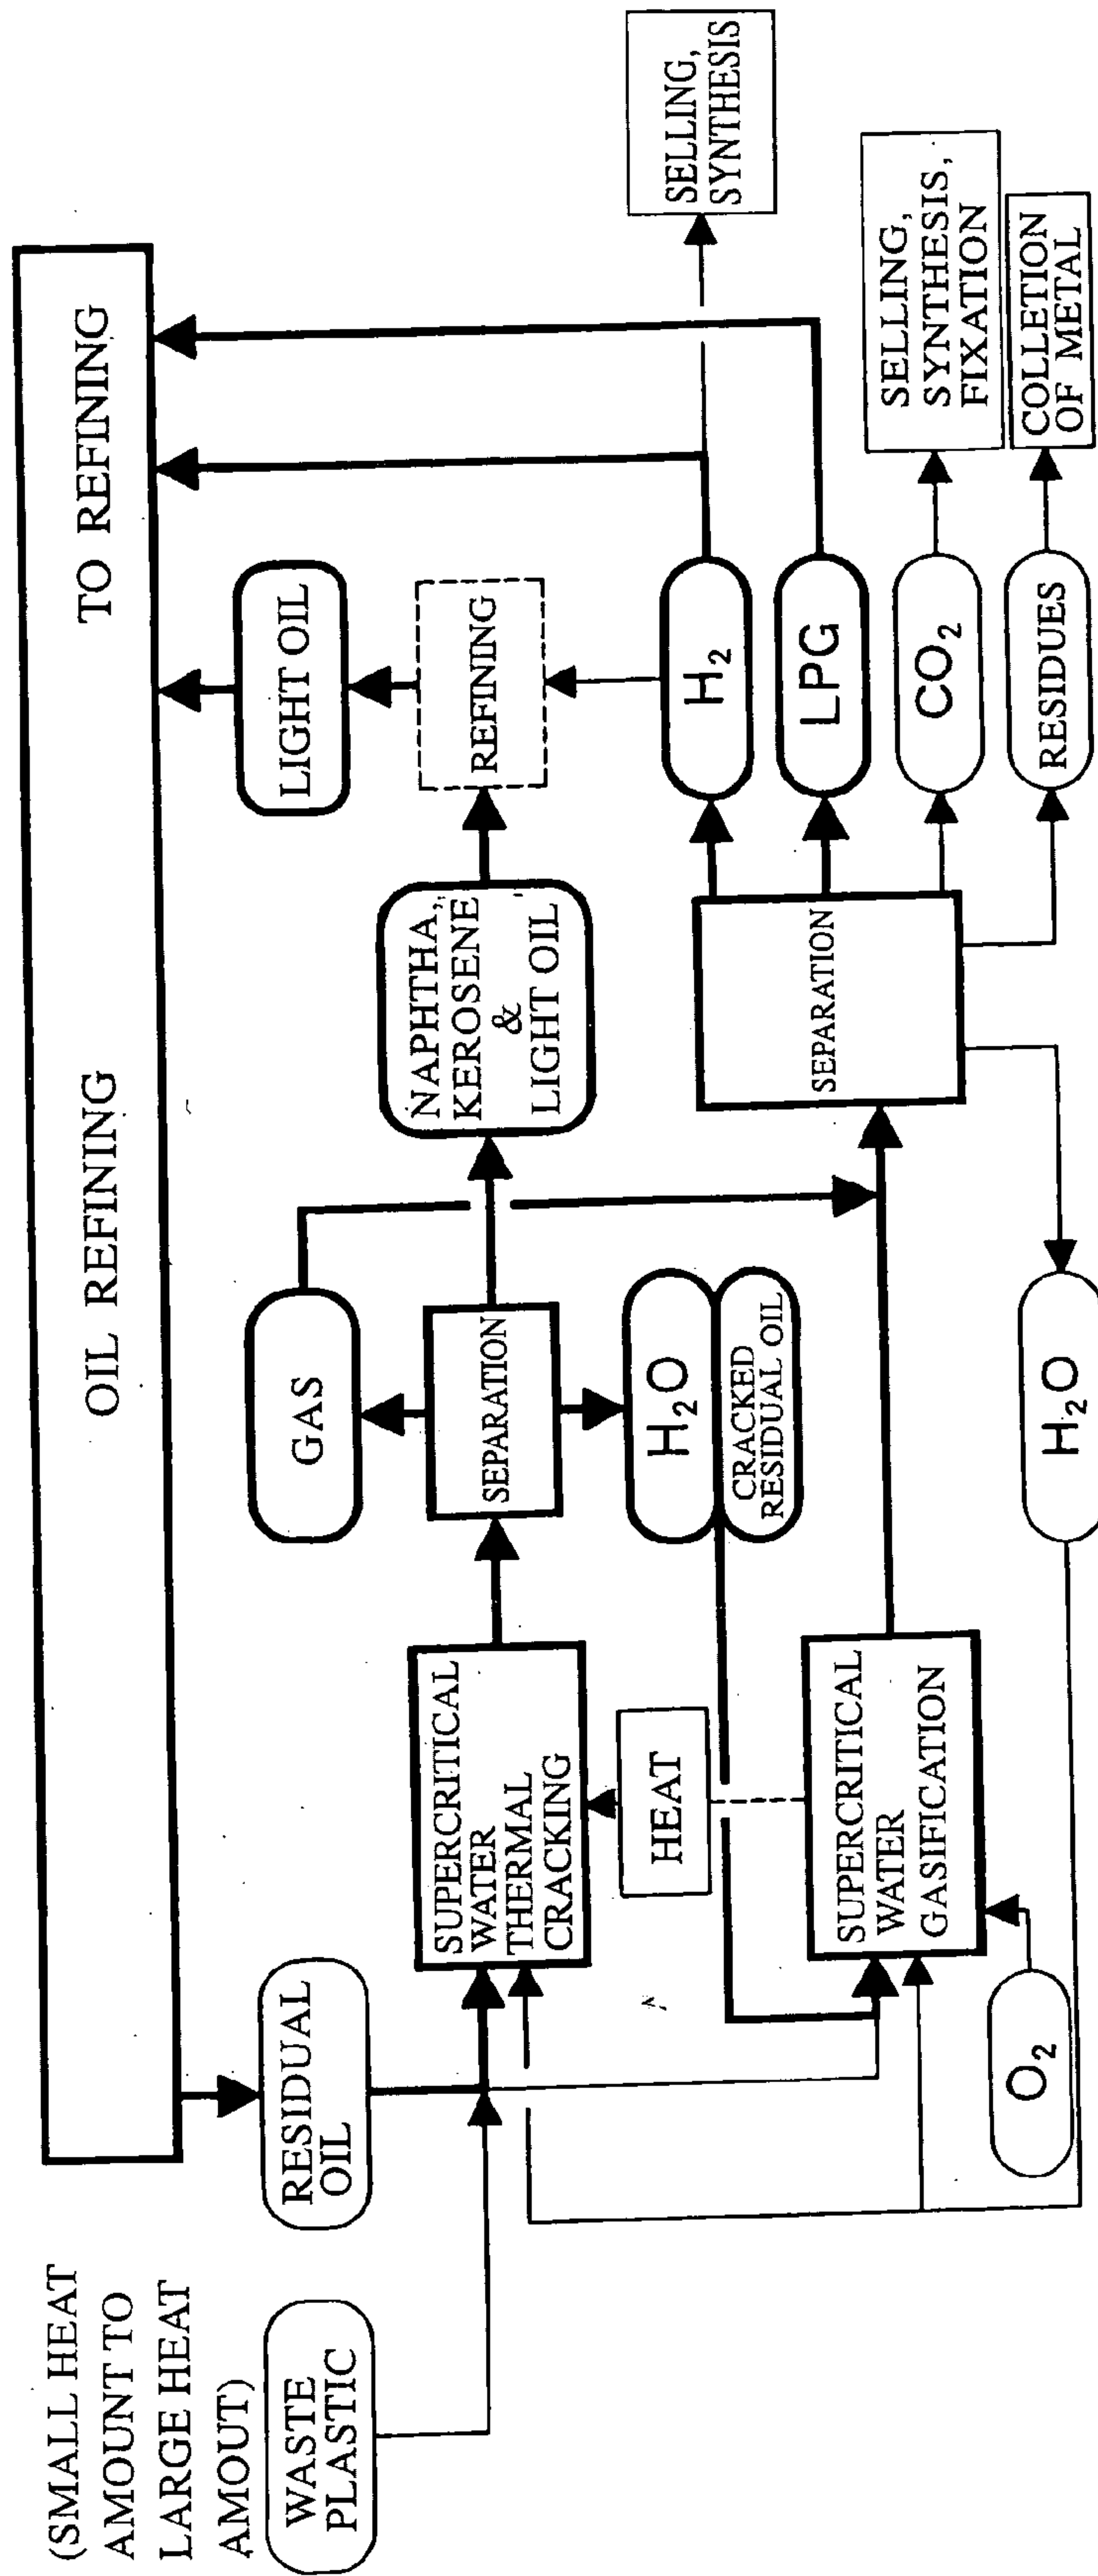 (SMALL HEAT
AMOUNT TO
LARGE HEAT
AMOUT)
OIL REFINING
TO REFINING
WASTE
PLASTIC
RESIDUAL
OIL
GAS
LIGHT OIL
SUPERCRITICAL
WATER
THERMAL
CRACKING
SEPARATION
NAPHTHA,
KEROSENE
&
LIGHT OIL
REFINING
HEAT
H₂O
CRACKED
RESIDUAL OIL
SUPERCRITICAL
WATER
GASIFICATION
SEPARATION
H₂
LPG
CO₂
RESIDUES
SELLING,
SYNTHESIS
SELLING,
SYNTHESIS,
FIXATION
COLLETION
OF METAL
O₂
H₂O